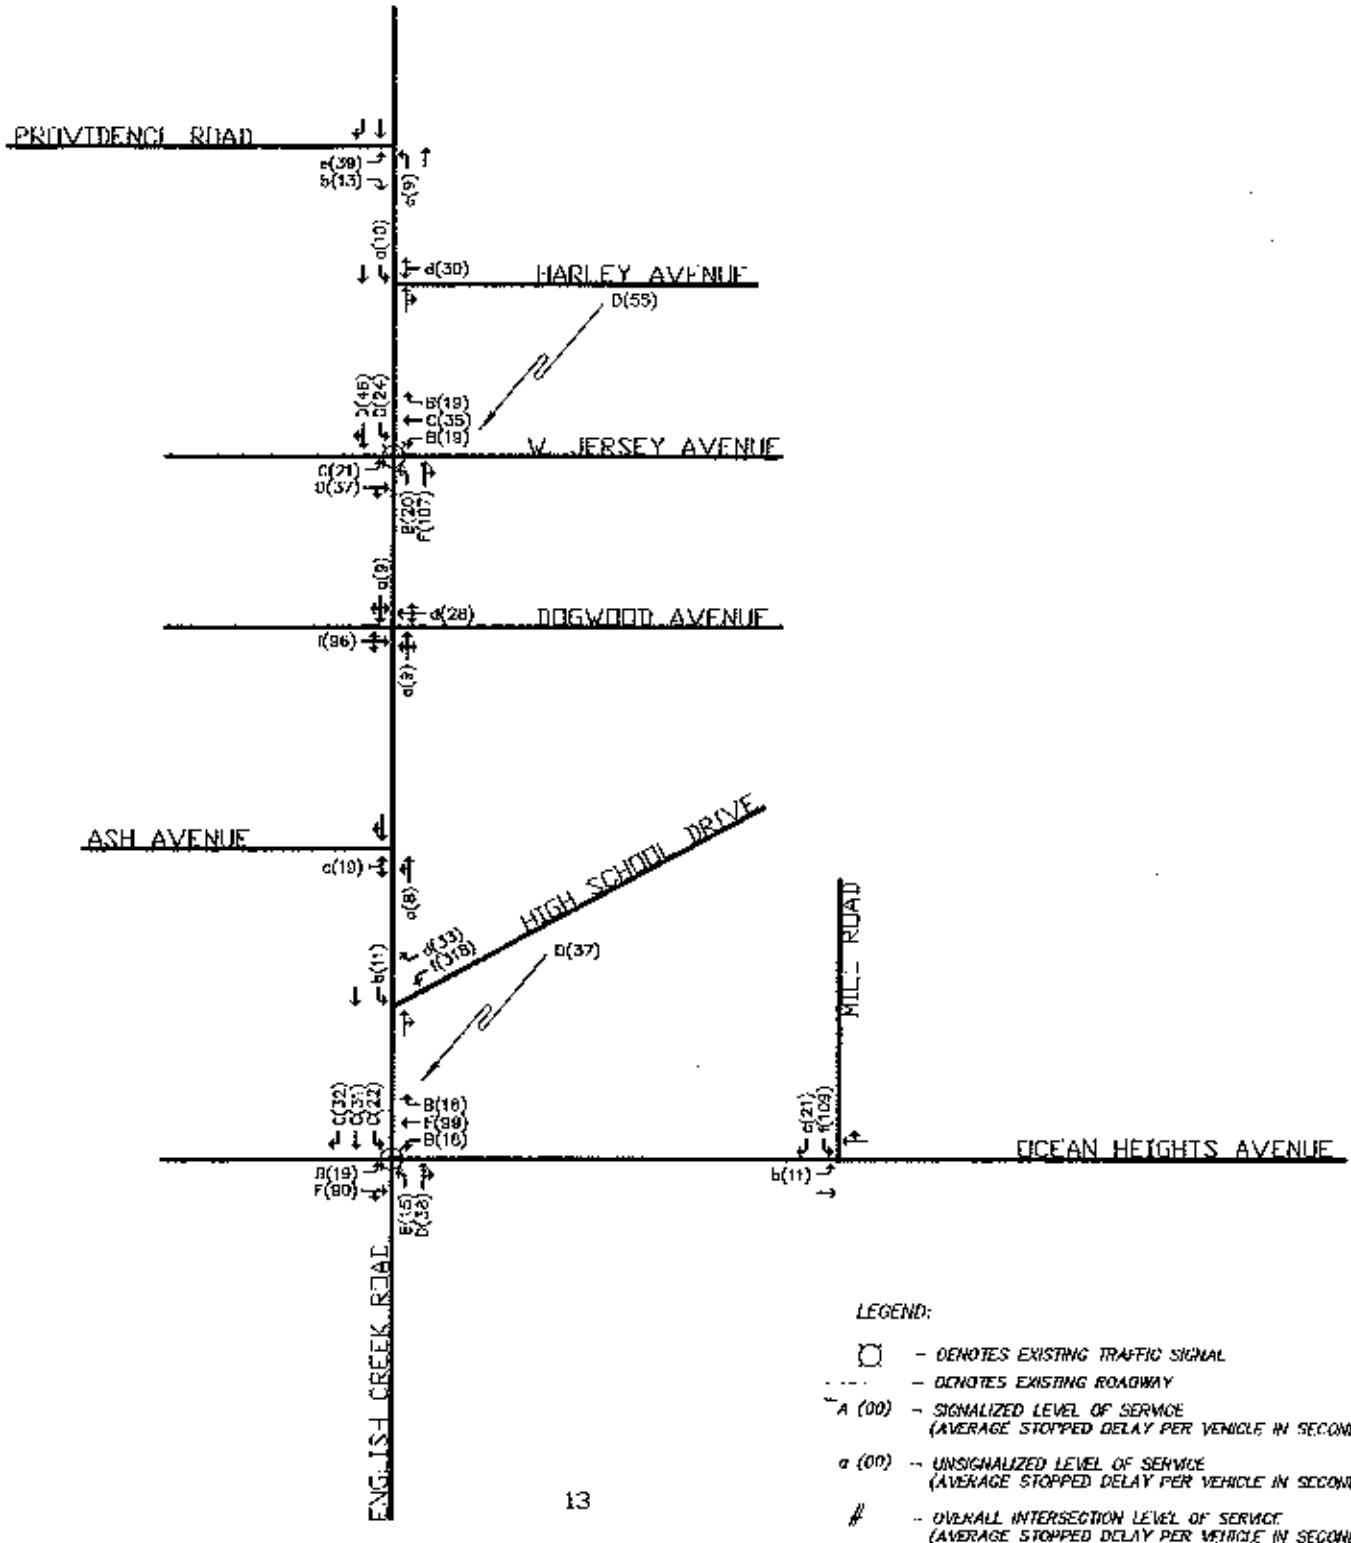 PROVIDENCE ROAD
e(39)
b(13)
a(9)
a(10)
d(30)
HARLEY AVENUE
D(55)
D(46)
C(24)
B(19)
C(35)
B(19)
W. JERSEY AVENUE
C(21)
D(37)
B(20)
F(107)
a(9)
d(28)
DOGWOOD AVENUE
f(96)
a(9)
ASH AVENUE
c(19)
a(8)
HIGH SCHOOL DRIVE
d(33)
f(318)
b(11)
D(37)
MILL ROAD
C(32)
C(31)
C(22)
B(16)
F(99)
B(16)
c(21)
f(109)
OCEAN HEIGHTS AVENUE
B(19)
F(90)
b(11)
B(15)
D(38)
ENGLISH CREEK ROAD
LEGEND:
- DENOTES EXISTING TRAFFIC SIGNAL
- DENOTES EXISTING ROADWAY
A (00) - SIGNALIZED LEVEL OF SERVICE
(AVERAGE STOPPED DELAY PER VEHICLE IN SECON
a (00) - UNSIGNALIZED LEVEL OF SERVICE
(AVERAGE STOPPED DELAY PER VEHICLE IN SECON
- OVERALL INTERSECTION LEVEL OF SERVICE
(AVERAGE STOPPED DELAY PER VEHICLE IN SECON
13